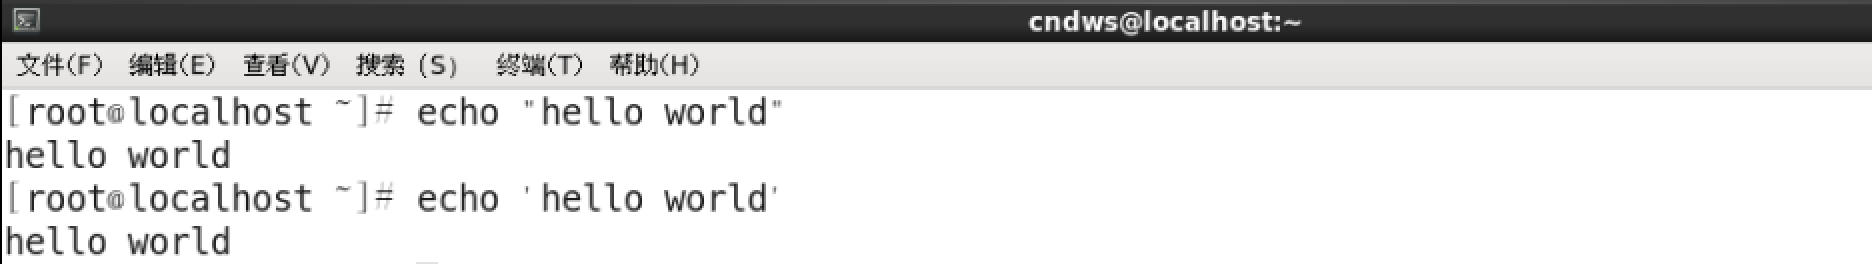 cndws@localhost:~
文件(F) 编辑(E) 查看(V) 搜索 (S) 终端(T) 帮助(H)
[root@localhost ~]# echo "hello world"
hello world
[root@localhost ~]# echo 'hello world'
hello world